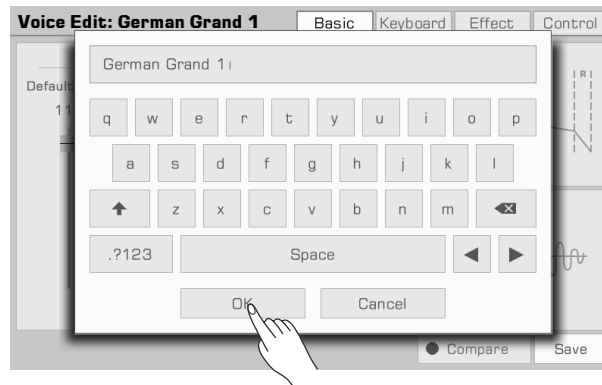 Voice Edit: German Grand 1 Basic Keyboard Effect Control
German Grand 1
Default
11
R
q w e r t y u i o p
a s d f g h j k l
z x c v b n m
.?123 Space
OK Cancel
Compare Save